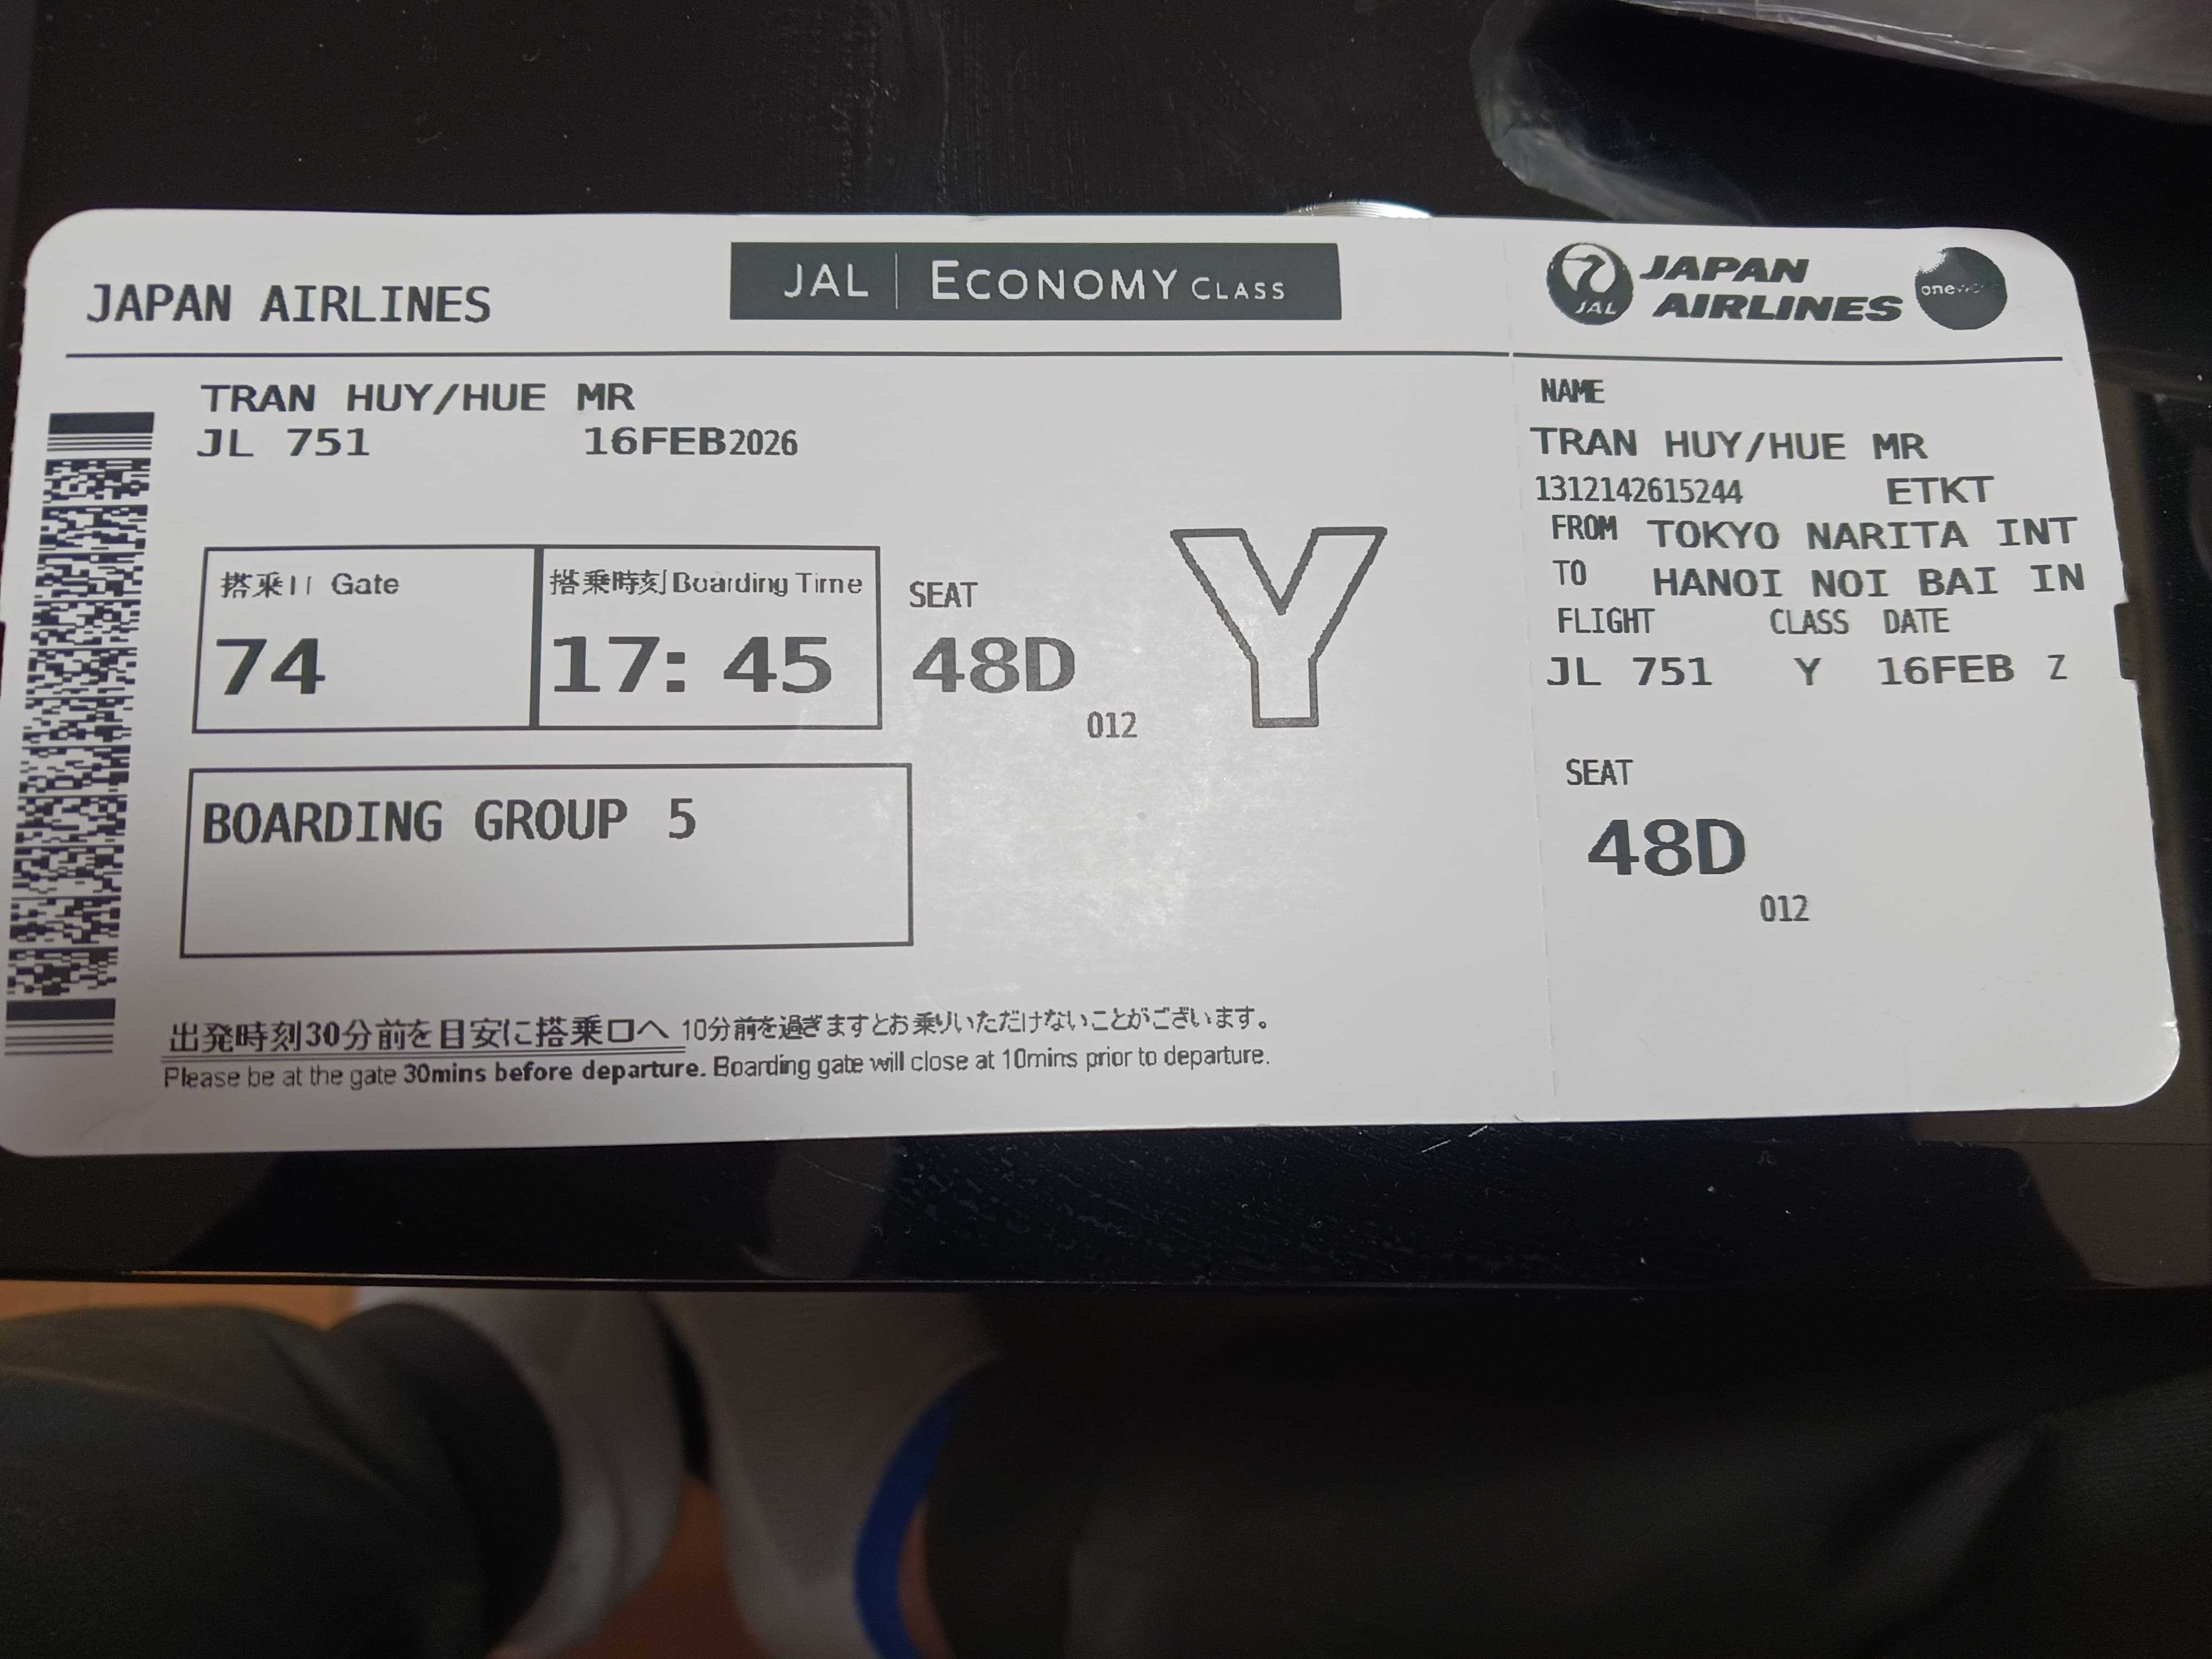 JAPAN AIRLINES
JAL | ECONOMY CLASS
TRAN HUY/HUE MR
JL 751 16FEB2026
搭乗口 Gate
74
搭乗時刻 Boarding Time
17: 45
SEAT
48D
012
Y
BOARDING GROUP 5
出発時刻30分前を目安に搭乗口へ 10分前を過ぎますとお乗りいただけないことがございます。
Please be at the gate 30mins before departure. Boarding gate will close at 10mins prior to departure.
JAL
JAPAN
AIRLINES
NAME
TRAN HUY/HUE MR
1312142615244 ETKT
FROM TOKYO NARITA INT
TO HANOI NOI BAI IN
FLIGHT CLASS DATE
JL 751 Y 16FEB Z
SEAT
48D
012